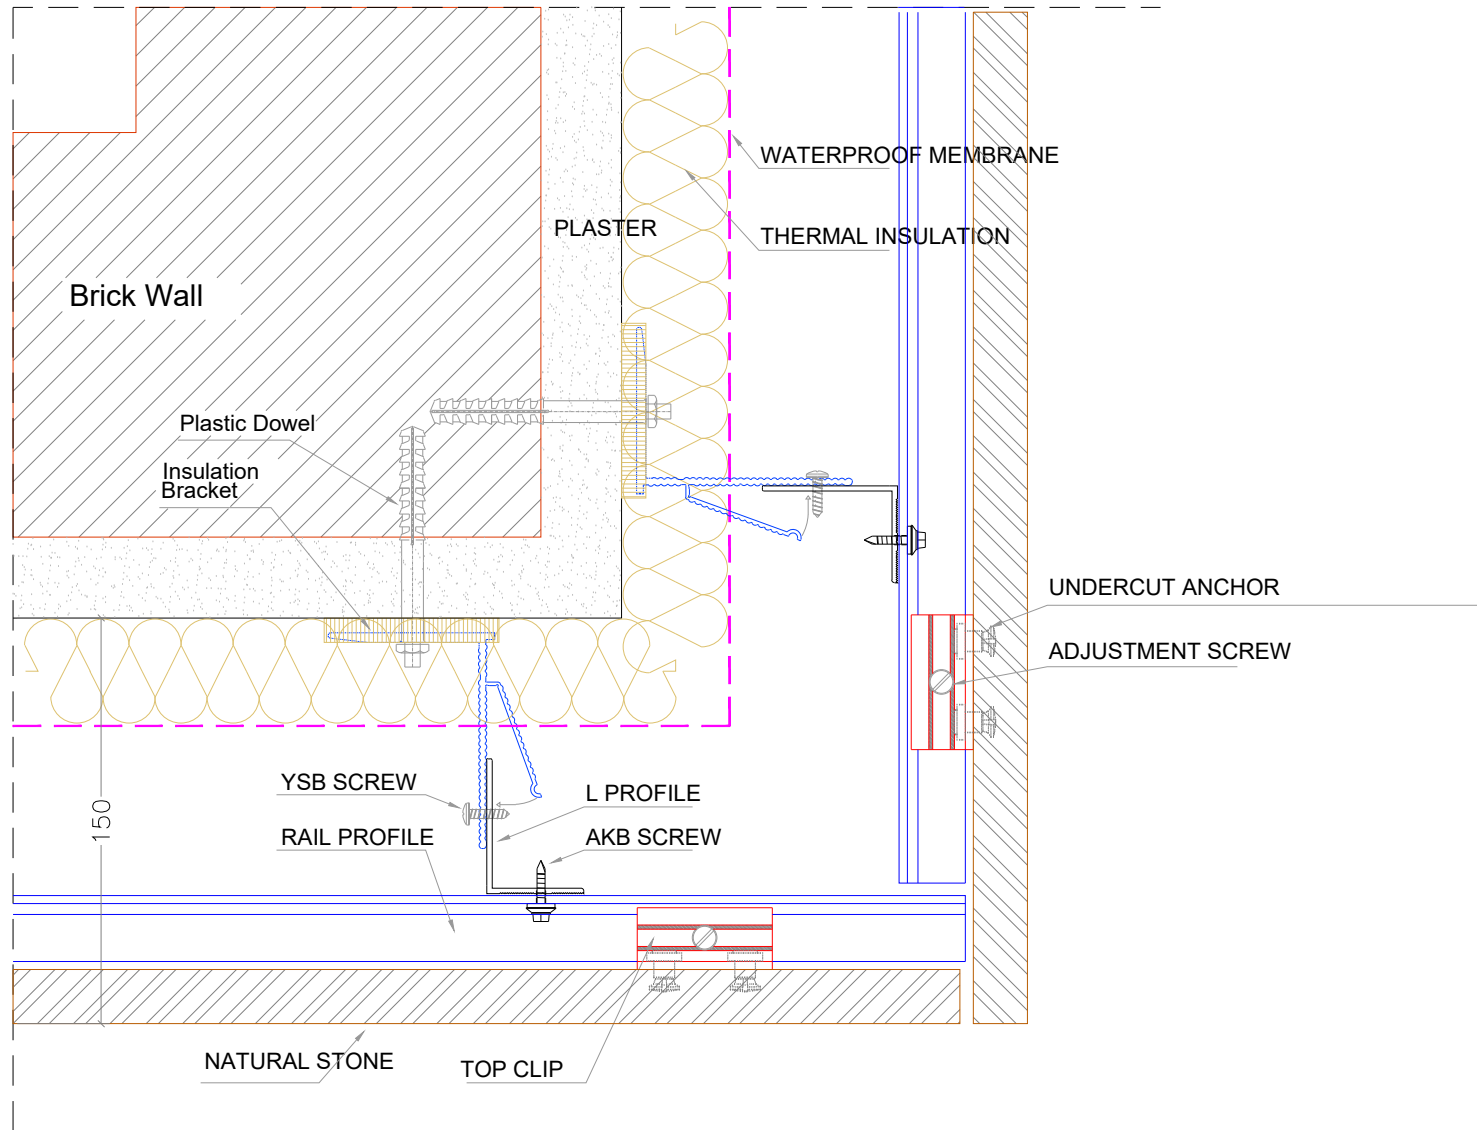 WATERPROOF MEMBRANE
PLASTER
THERMAL INSULATION
Brick Wall
Plastic Dowel
Insulation
Bracket
UNDERCUT ANCHOR
ADJUSTMENT SCREW
YSB SCREW
L PROFILE
150
RAIL PROFILE
AKB SCREW
NATURAL STONE
TOP CLIP